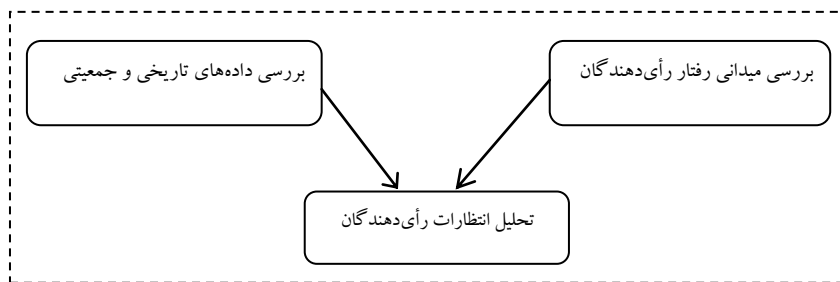 بررسی میدانی رفتار رأی‌دهندگان
بررسی داده‌های تاریخی و جمعیتی
تحلیل انتظارات رأی‌دهندگان